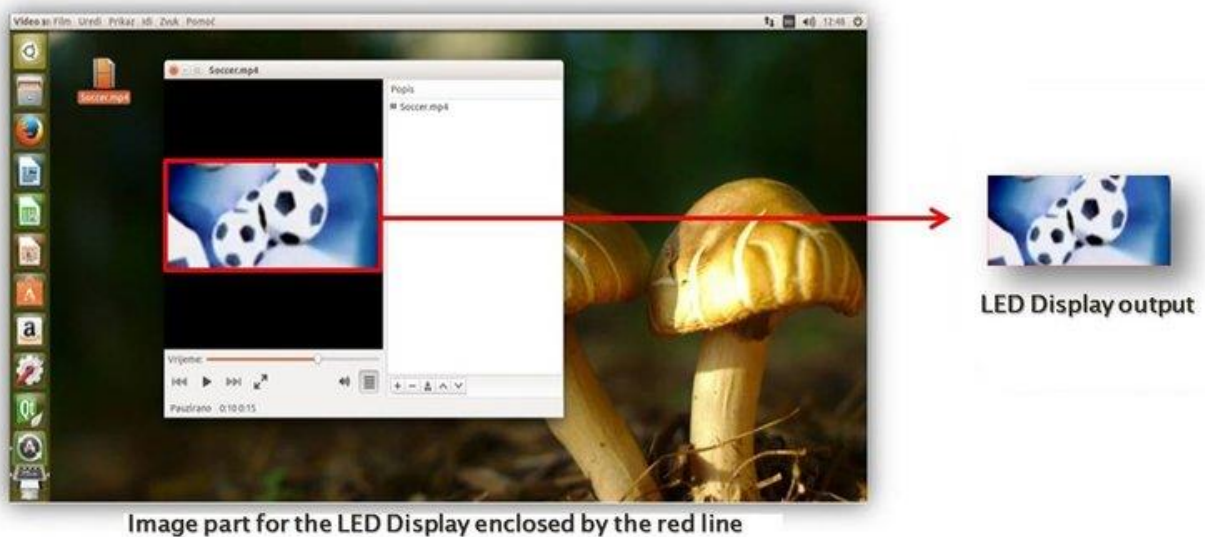 Video si Film Uredi Prikaz Idi Zvuk Pomoć
12:48
Soccer.mp4
Soccer.mp4
Popis
Soccer.mp4
Vrijeme:
Pauzirano 0:10 0:15
LED Display output
Image part for the LED Display enclosed by the red line